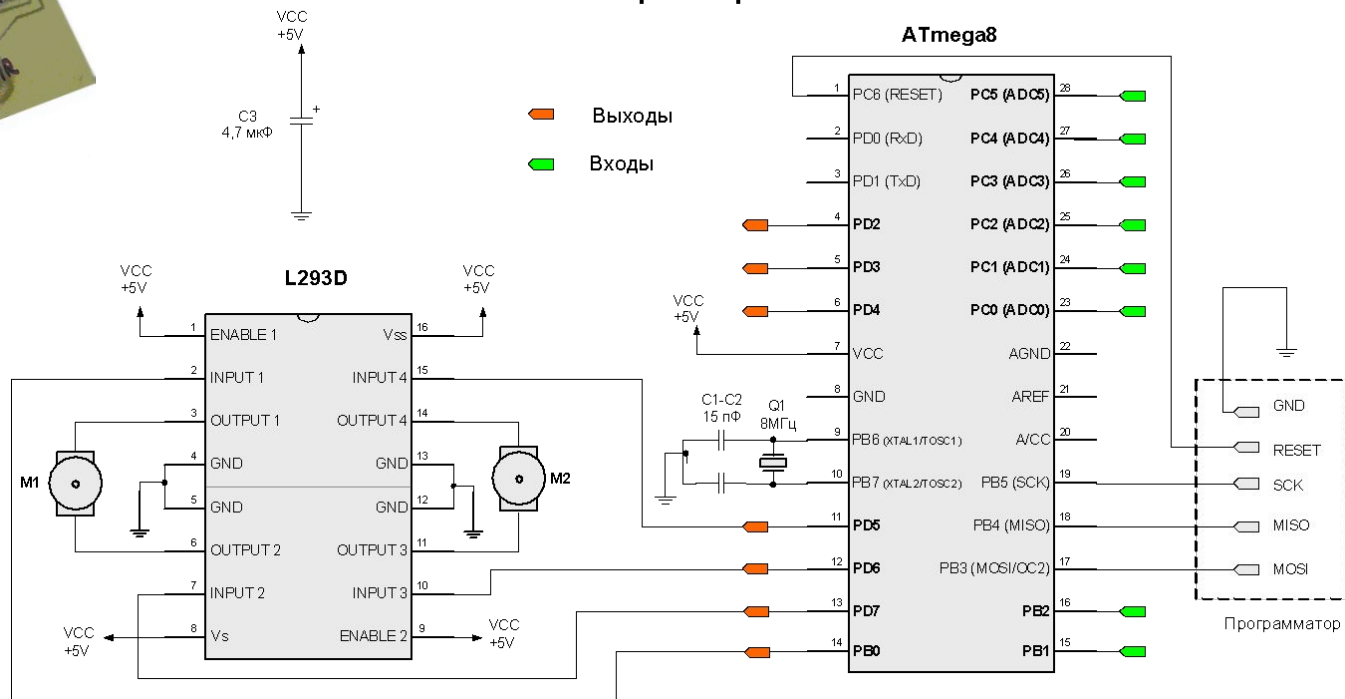 ATmega8
VCC
+5V
C3
4,7 мкФ
+
Выходы
Входы
L293D
VCC
+5V
VCC
+5V
1 ENABLE 1
Vss 16
2 INPUT 1
INPUT 4 15
3 OUTPUT 1
OUTPUT 4 14
4 GND
GND 13
5 GND
GND 12
6 OUTPUT 2
OUTPUT 3 11
7 INPUT 2
INPUT 3 10
8 Vs
ENABLE 2 9
M1
M2
VCC
+5V
VCC
+5V
1 PC6 (RESET)
PC5 (ADC5) 28
2 PD0 (RxD)
PC4 (ADC4) 27
3 PD1 (TxD)
PC3 (ADC3) 26
4 PD2
PC2 (ADC2) 25
5 PD3
PC1 (ADC1) 24
6 PD4
PC0 (ADC0) 23
VCC
+5V
7 VCC
AGND 22
8 GND
AREF 21
C1-C2
15 пФ
Q1
8МГц
9 PB6 (XTAL1/TOSC1)
A/CC 20
10 PB7 (XTAL2/TOSC2)
PB5 (SCK) 19
11 PD5
PB4 (MISO) 18
12 PD6
PB3 (MOSI/OC2) 17
13 PD7
PB2 16
14 PB0
PB1 15
GND
RESET
SCK
MISO
MOSI
Программатор